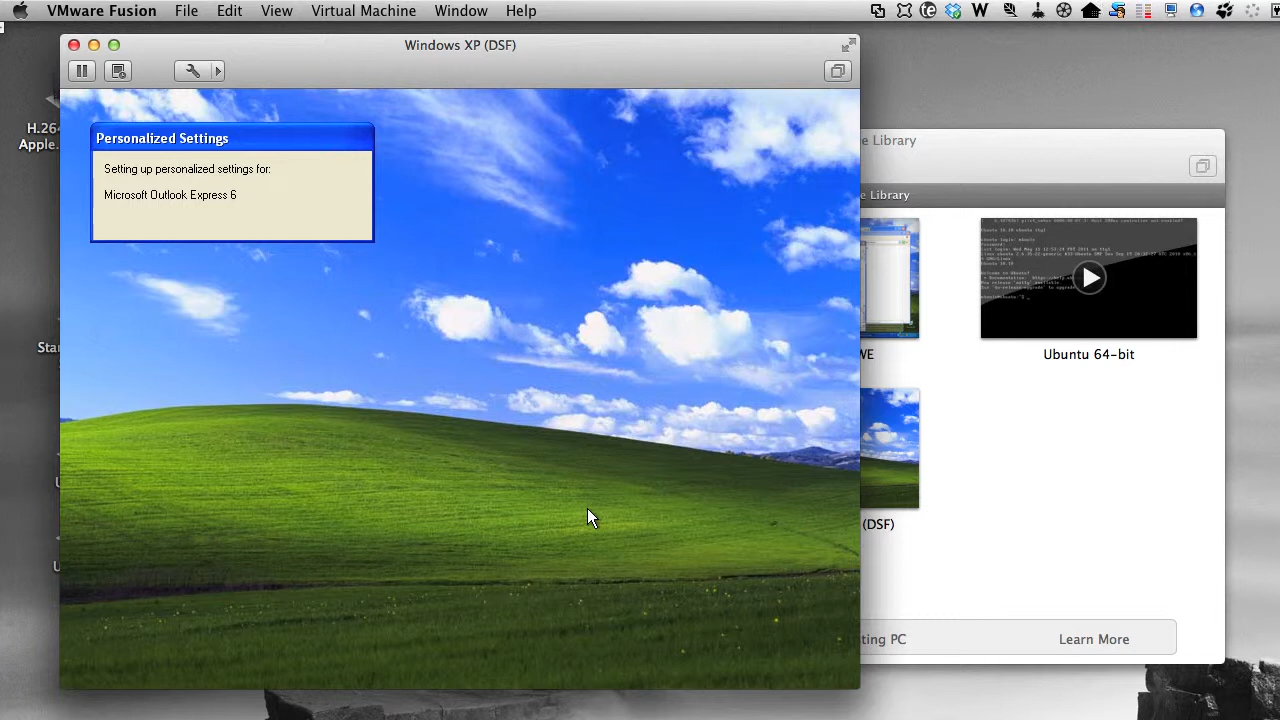 VMware Fusion File Edit View Virtual Machine Window Help
Windows XP (DSF)
Personalized Settings
Setting up personalized settings for:
Microsoft Outlook Express 6
Library
Library
Ubuntu 64-bit
(DSF)
PC
Learn More
H.264
Apple.